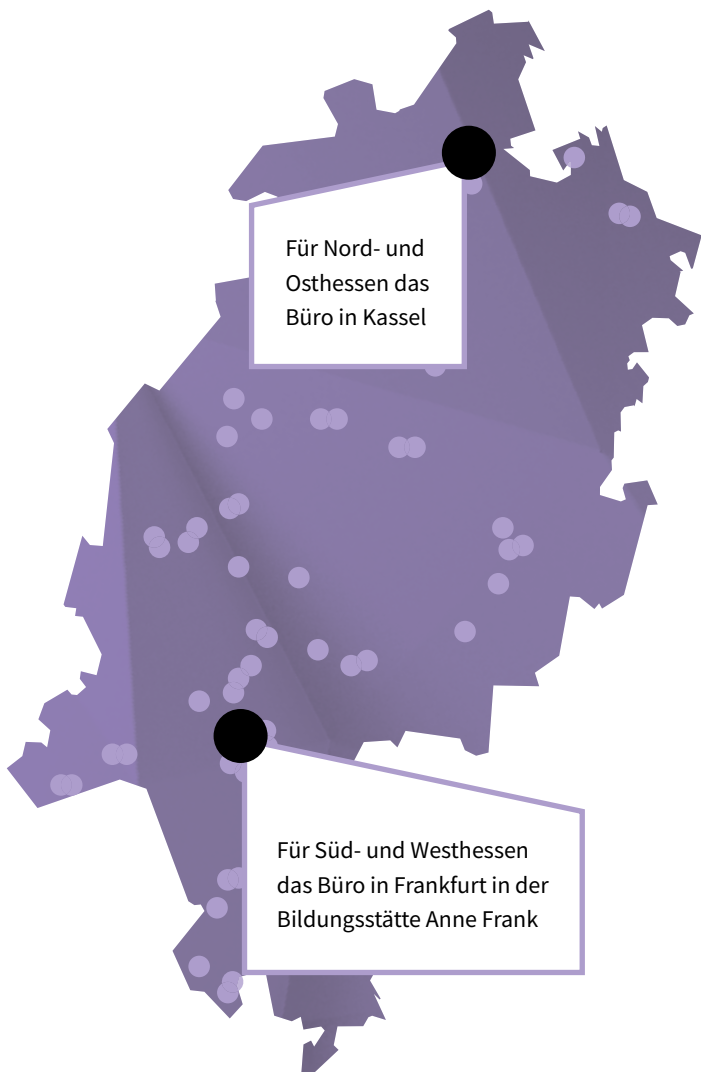 Für Nord- und
Osthessen das
Büro in Kassel
Für Süd- und Westhessen
das Büro in Frankfurt in der
Bildungsstätte Anne Frank